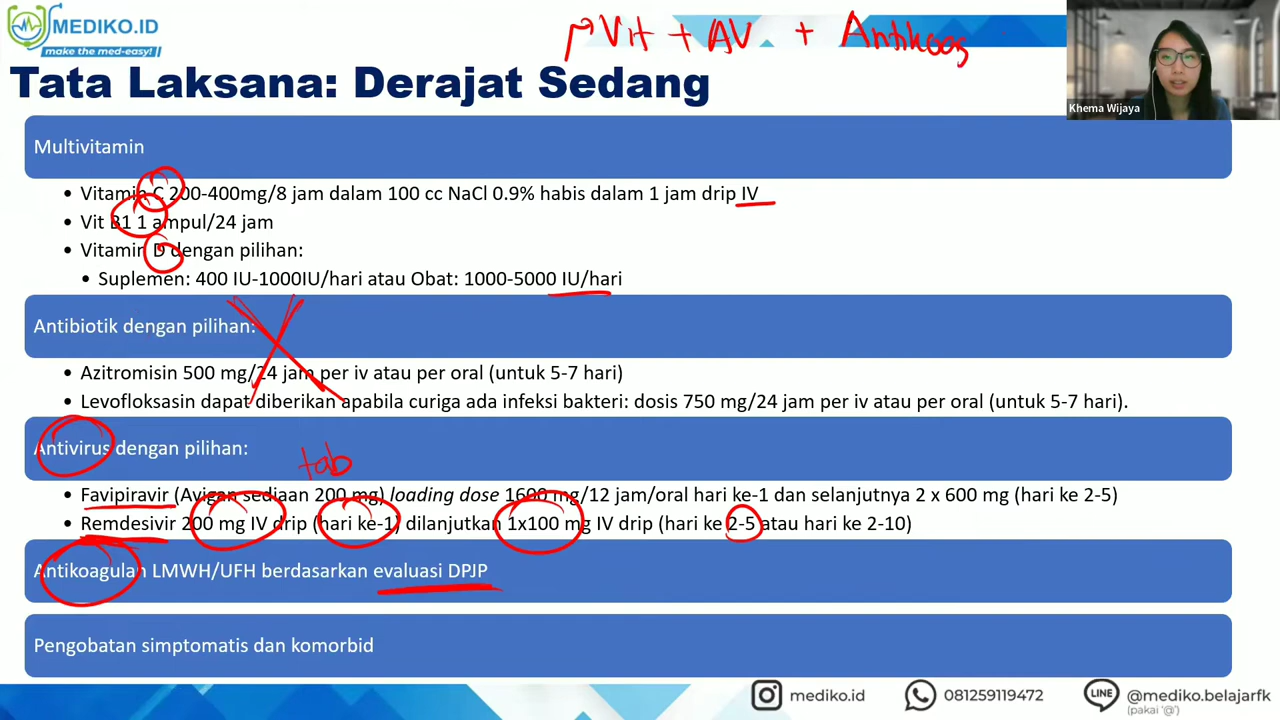 MEDIKO.ID
make the med-easy!
Vit + AV + Antikoag
Khema Wijaya
Tata Laksana: Derajat Sedang
Multivitamin
• Vitamin C 200-400mg/8 jam dalam 100 cc NaCl 0.9% habis dalam 1 jam drip IV
• Vit B1 1 ampul/24 jam
• Vitamin D dengan pilihan:
• Suplemen: 400 IU-1000IU/hari atau Obat: 1000-5000 IU/hari
Antibiotik dengan pilihan:
• Azitromisin 500 mg/24 jam per iv atau per oral (untuk 5-7 hari)
• Levofloksasin dapat diberikan apabila curiga ada infeksi bakteri: dosis 750 mg/24 jam per iv atau per oral (untuk 5-7 hari).
Antivirus dengan pilihan:
tab
• Favipiravir (Avigan sediaan 200 mg) loading dose 1600 mg/12 jam/oral hari ke-1 dan selanjutnya 2 x 600 mg (hari ke 2-5)
• Remdesivir 200 mg IV drip (hari ke-1) dilanjutkan 1x100 mg IV drip (hari ke 2-5 atau hari ke 2-10)
Antikoagulan LMWH/UFH berdasarkan evaluasi DPJP
Pengobatan simptomatis dan komorbid
mediko.id
081259119472
LINE
@mediko.belajarfk
(pakai '@')